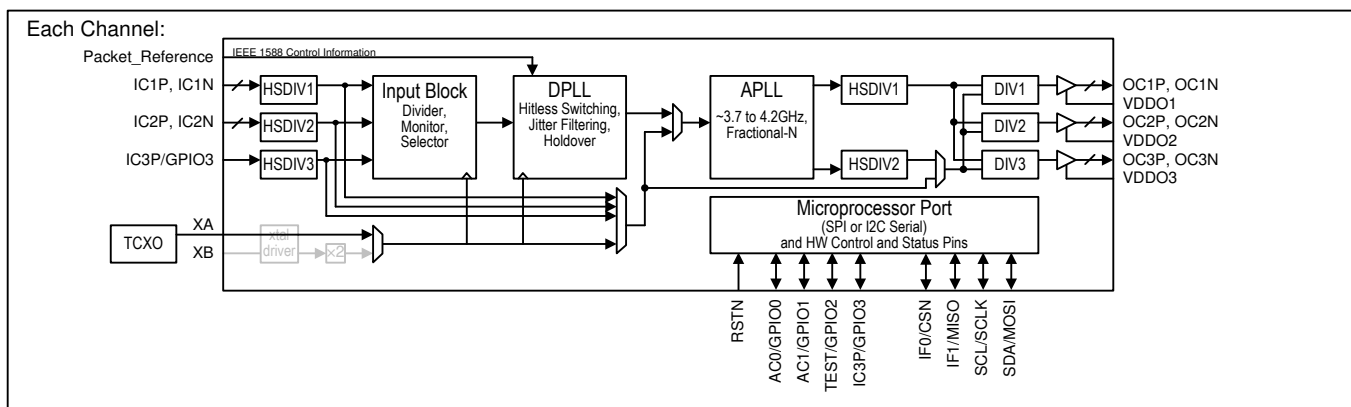 Each Channel:
Packet_Reference
IEEE 1588 Control Information
IC1P, IC1N
HSDIV1
IC2P, IC2N
HSDIV2
IC3P/GPIO3
HSDIV3
Input Block
Divider,
Monitor,
Selector
DPLL
Hitless Switching,
Jitter Filtering,
Holdover
APLL
~3.7 to 4.2GHz,
Fractional-N
HSDIV1
HSDIV2
DIV1
DIV2
DIV3
OC1P, OC1N
VDDO1
OC2P, OC2N
VDDO2
OC3P, OC3N
VDDO3
TCXO
XA
XB
xtal
driver
×2
Microprocessor Port
(SPI or I2C Serial)
and HW Control and Status Pins
RSTN
AC0/GPIO0
AC1/GPIO1
TEST/GPIO2
IC3P/GPIO3
IF0/CSN
IF1/MISO
SCL/SCLK
SDA/MOSI